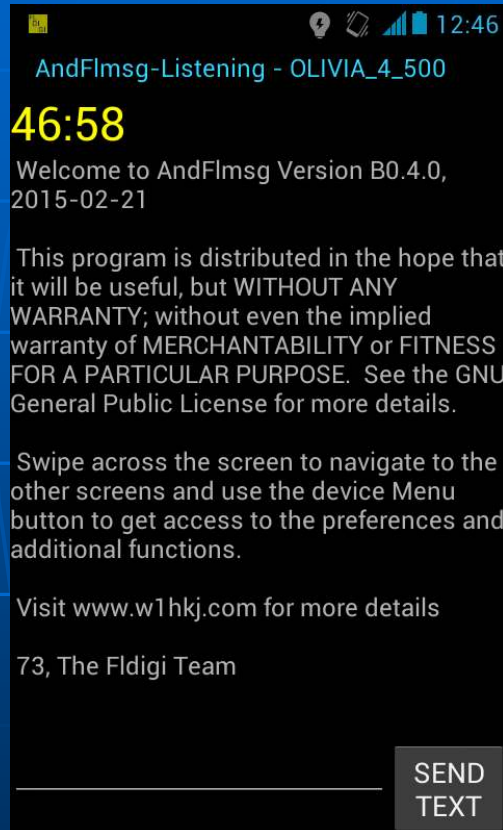 12:46
AndFlmsg-Listening - OLIVIA_4_500
46:58
Welcome to AndFlmsg Version B0.4.0,
2015-02-21
This program is distributed in the hope that
it will be useful, but WITHOUT ANY
WARRANTY; without even the implied
warranty of MERCHANTABILITY or FITNESS
FOR A PARTICULAR PURPOSE.  See the GNU
General Public License for more details.
Swipe across the screen to navigate to the
other screens and use the device Menu
button to get access to the preferences and
additional functions.
Visit www.w1hkj.com for more details
73, The Fldigi Team
SEND
TEXT